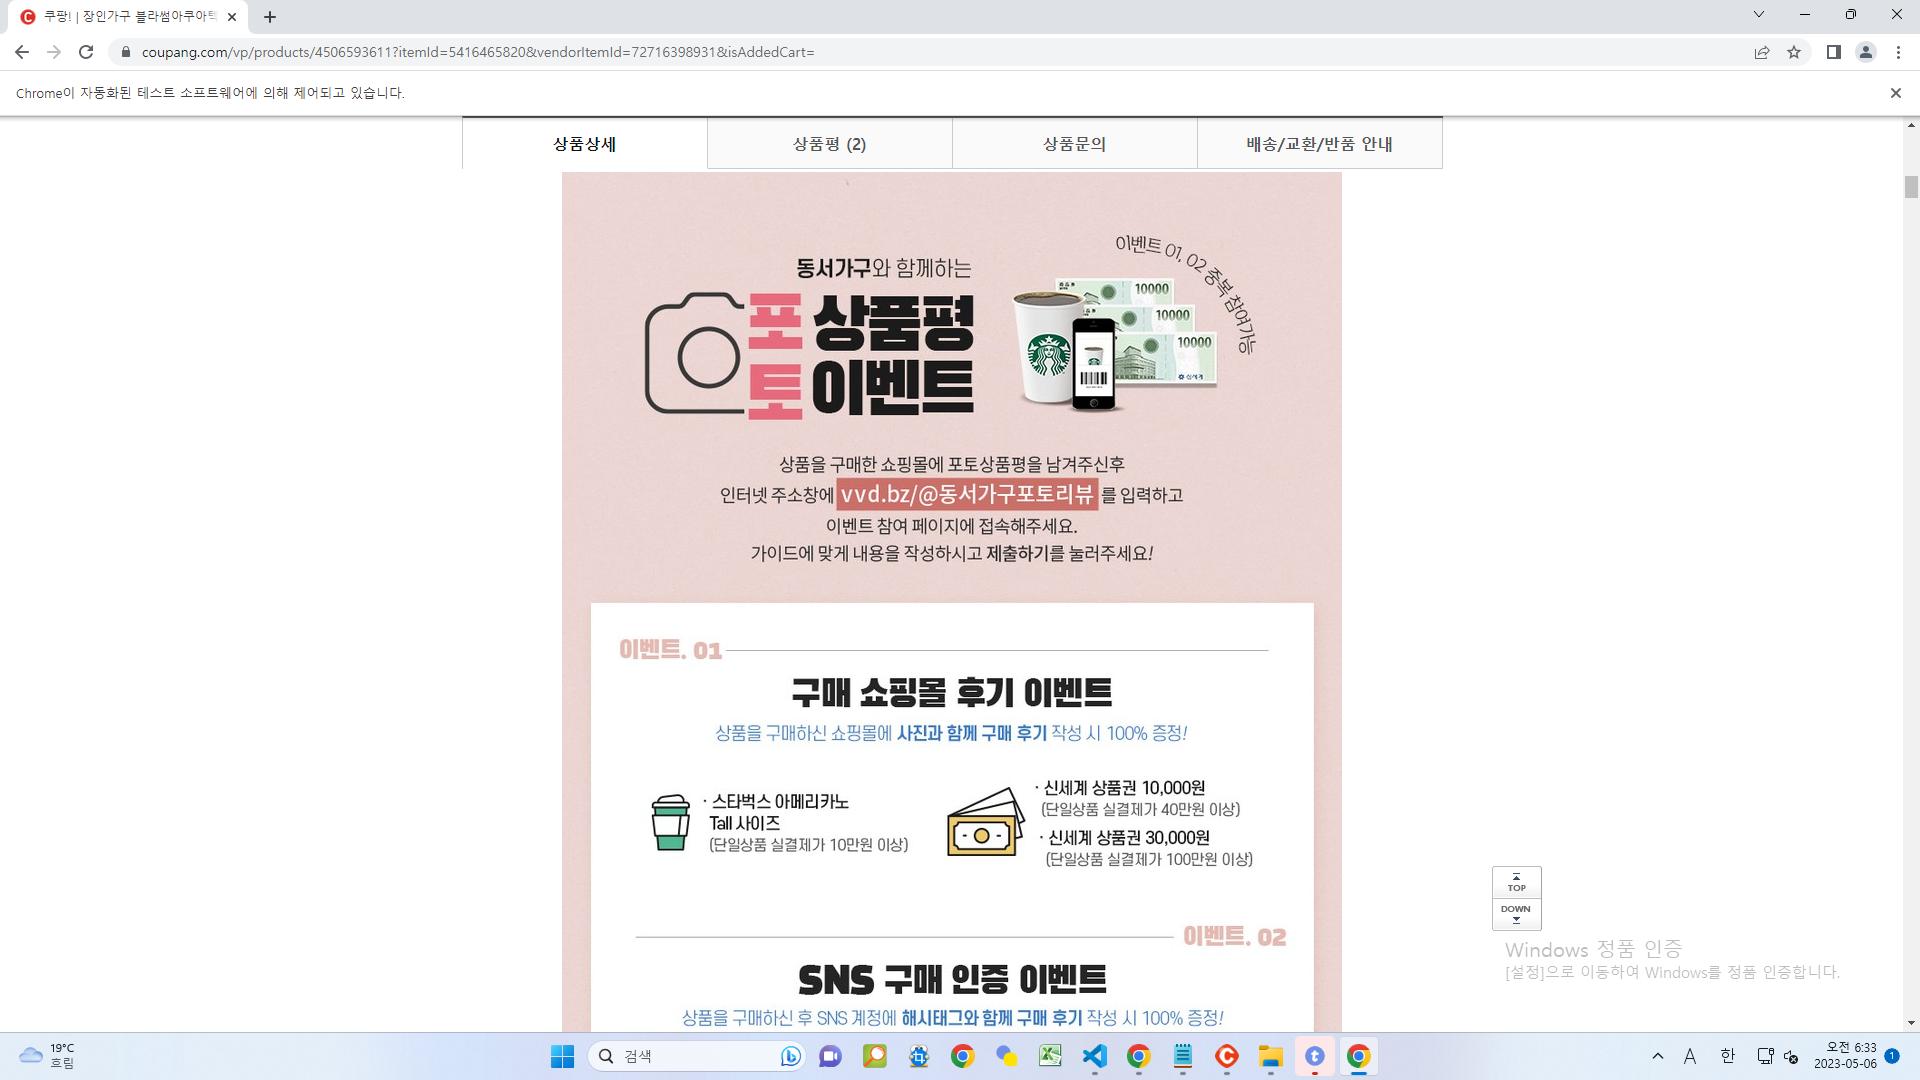 쿠팡! | 장인가구 블라썸아쿠아텍
coupang.com/vp/products/4506593611?itemId=5416465820&vendorItemId=72716398931&isAddedCart=
Chrome이 자동화된 테스트 소프트웨어에 의해 제어되고 있습니다.
상품상세
상품평 (2)
상품문의
배송/교환/반품 안내
이벤트 01, 02 중복 참여가능
동서가구와 함께하는
포토 상품평 이벤트
10000
10000
10000
신세계
상품을 구매한 쇼핑몰에 포토상품평을 남겨주신후
인터넷 주소창에 vvd.bz/@동서가구포토리뷰 를 입력하고
이벤트 참여 페이지에 접속해주세요.
가이드에 맞게 내용을 작성하시고 제출하기를 눌러주세요!
이벤트. 01
구매 쇼핑몰 후기 이벤트
상품을 구매하신 쇼핑몰에 사진과 함께 구매 후기 작성 시 100% 증정!
· 스타벅스 아메리카노
Tall 사이즈
(단일상품 실결제가 10만원 이상)
· 신세계 상품권 10,000원
(단일상품 실결제가 40만원 이상)
· 신세계 상품권 30,000원
(단일상품 실결제가 100만원 이상)
이벤트. 02
SNS 구매 인증 이벤트
상품을 구매하신 후 SNS 계정에 해시태그와 함께 구매 후기 작성 시 100% 증정!
TOP
DOWN
Windows 정품 인증
[설정]으로 이동하여 Windows를 정품 인증합니다.
19°C
흐림
검색
A
한
오전 6:33
2023-05-06
1